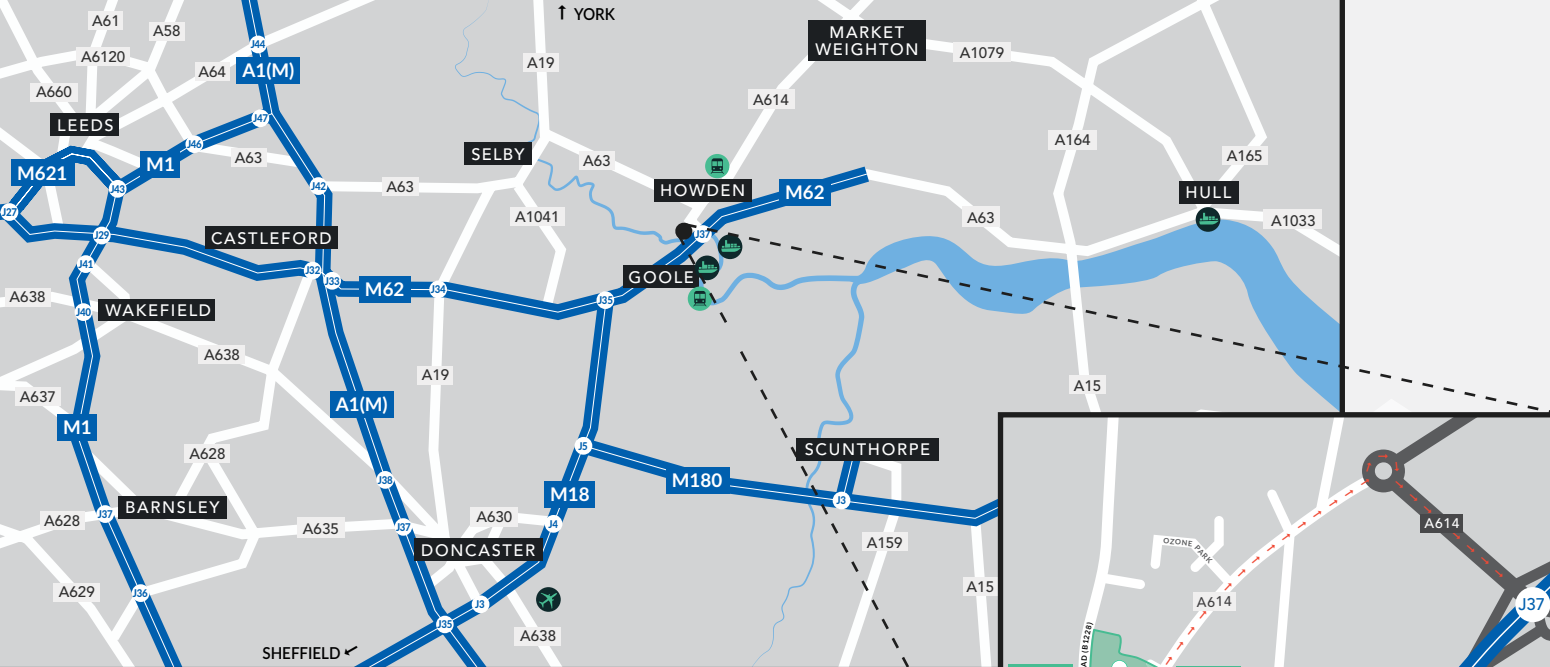 ↑ YORK
A61
A58
J44
A19
MARKET
WEIGHTON
A1079
A6120
A64
A1(M)
A660
A614
LEEDS
J47
A164
J46
SELBY
A63
A165
M1
A63
M621
J43
J42
A63
HOWDEN
M62
HULL
J27
A1041
A63
A1033
J29
CASTLEFORD
J37
J41
J32
J33
GOOLE
M62
J34
A638
J40
WAKEFIELD
J35
A638
A19
A15
A637
A1(M)
M1
A628
J5
SCUNTHORPE
J38
M180
M18
J3
BARNSLEY
J37
A628
A635
J37
A630
J4
A614
A159
OZONE PARK
DONCASTER
A15
A629
J36
J3
A614
J37
J35
A638
SHEFFIELD
AD (B1228)